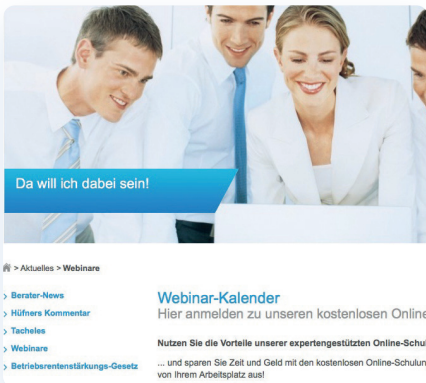 Da will ich dabei sein!
> Aktuelles > Webinare
> Berater-News
> Hüfners Kommentar
> Tacheles
> Webinare
> Betriebsrentenstärkungs-Gesetz
Webinar-Kalender
Hier anmelden zu unseren kostenlosen Online
Nutzen Sie die Vorteile unserer expertengestützten Online-Schul
... und sparen Sie Zeit und Geld mit den kostenlosen Online-Schulun
von Ihrem Arbeitsplatz aus!